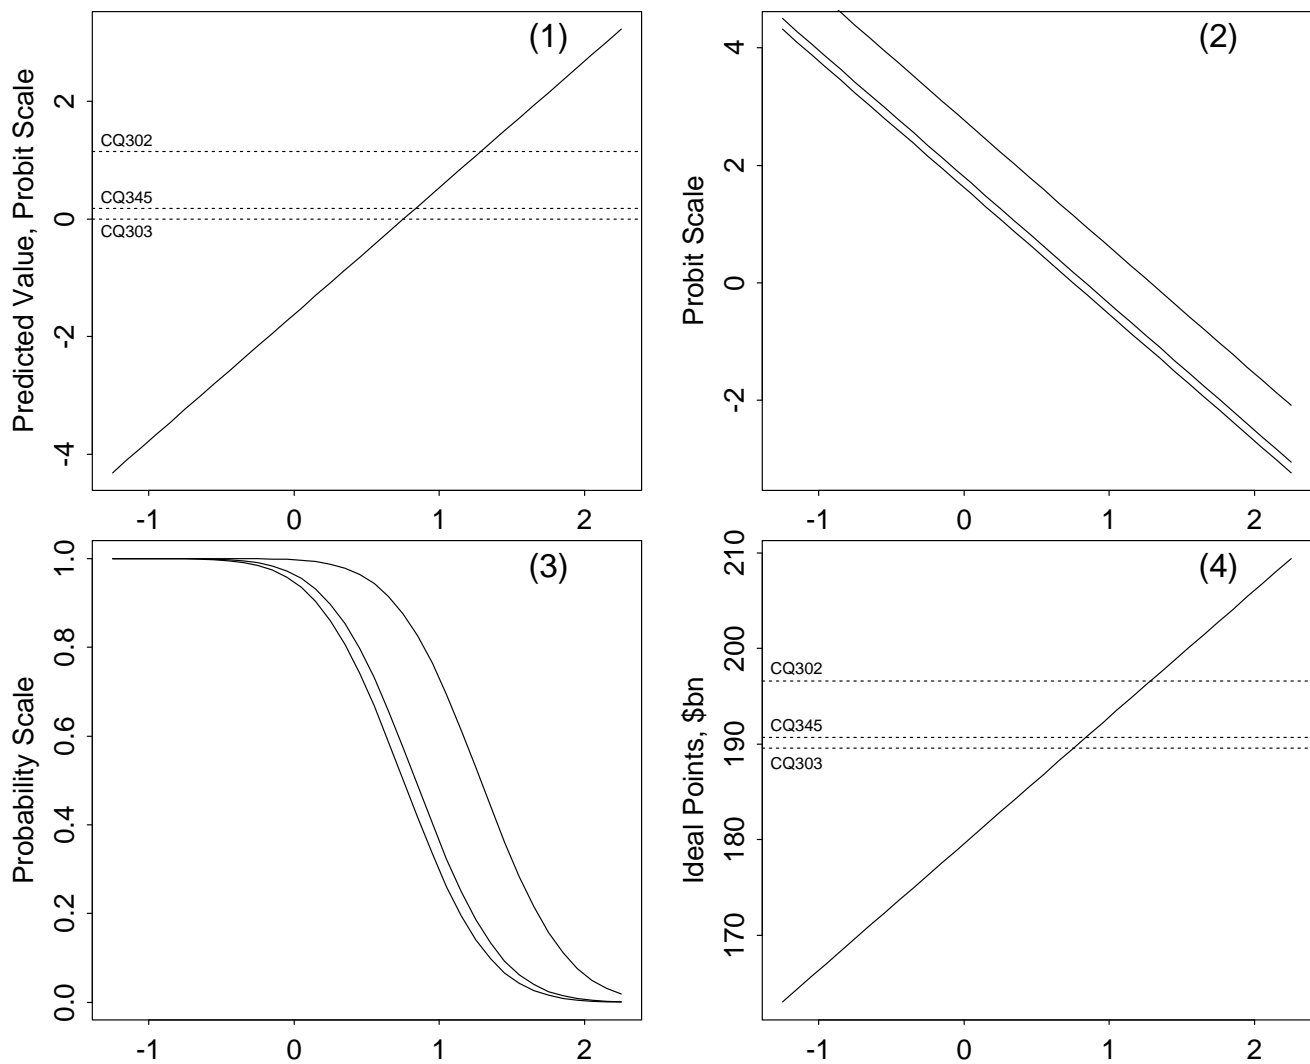 (1)
Predicted Value, Probit Scale
2
0
-2
-4
CQ302
CQ345
CQ303
-1 0 1 2
(2)
Probit Scale
4
2
0
-2
-1 0 1 2
(3)
Probability Scale
1.0
0.8
0.6
0.4
0.2
0.0
-1 0 1 2
(4)
Ideal Points, $bn
210
200
190
180
170
CQ302
CQ345
CQ303
-1 0 1 2